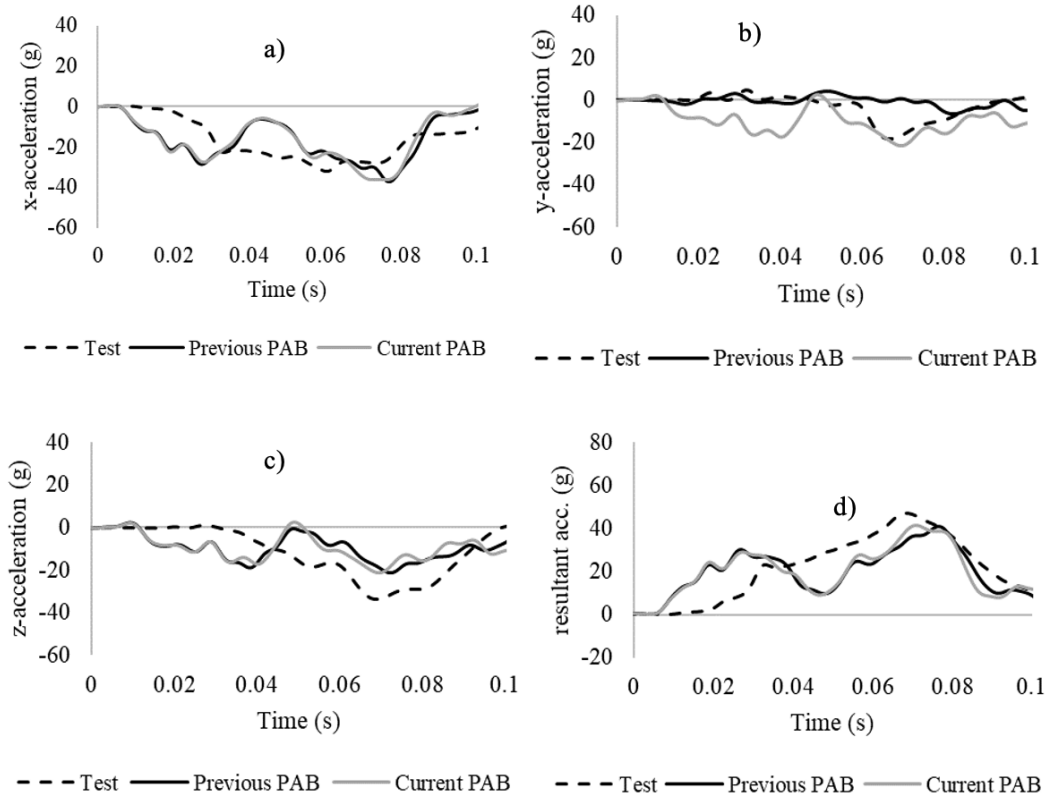 a)
x-acceleration (g)
40
20
0
-20
-40
-60
0 0.02 0.04 0.06 0.08 0.1
Time (s)
Test Previous PAB Current PAB
b)
y-acceleration (g)
40
20
0
-20
-40
-60
0 0.02 0.04 0.06 0.08 0.1
Time (s)
Test Previous PAB Current PAB
c)
z-acceleration (g)
40
20
0
-20
-40
-60
0 0.02 0.04 0.06 0.08 0.1
Time (s)
Test Previous PAB Current PAB
d)
resultant acc. (g)
80
60
40
20
0
-20
0 0.02 0.04 0.06 0.08 0.1
Time (s)
Test Previous PAB Current PAB